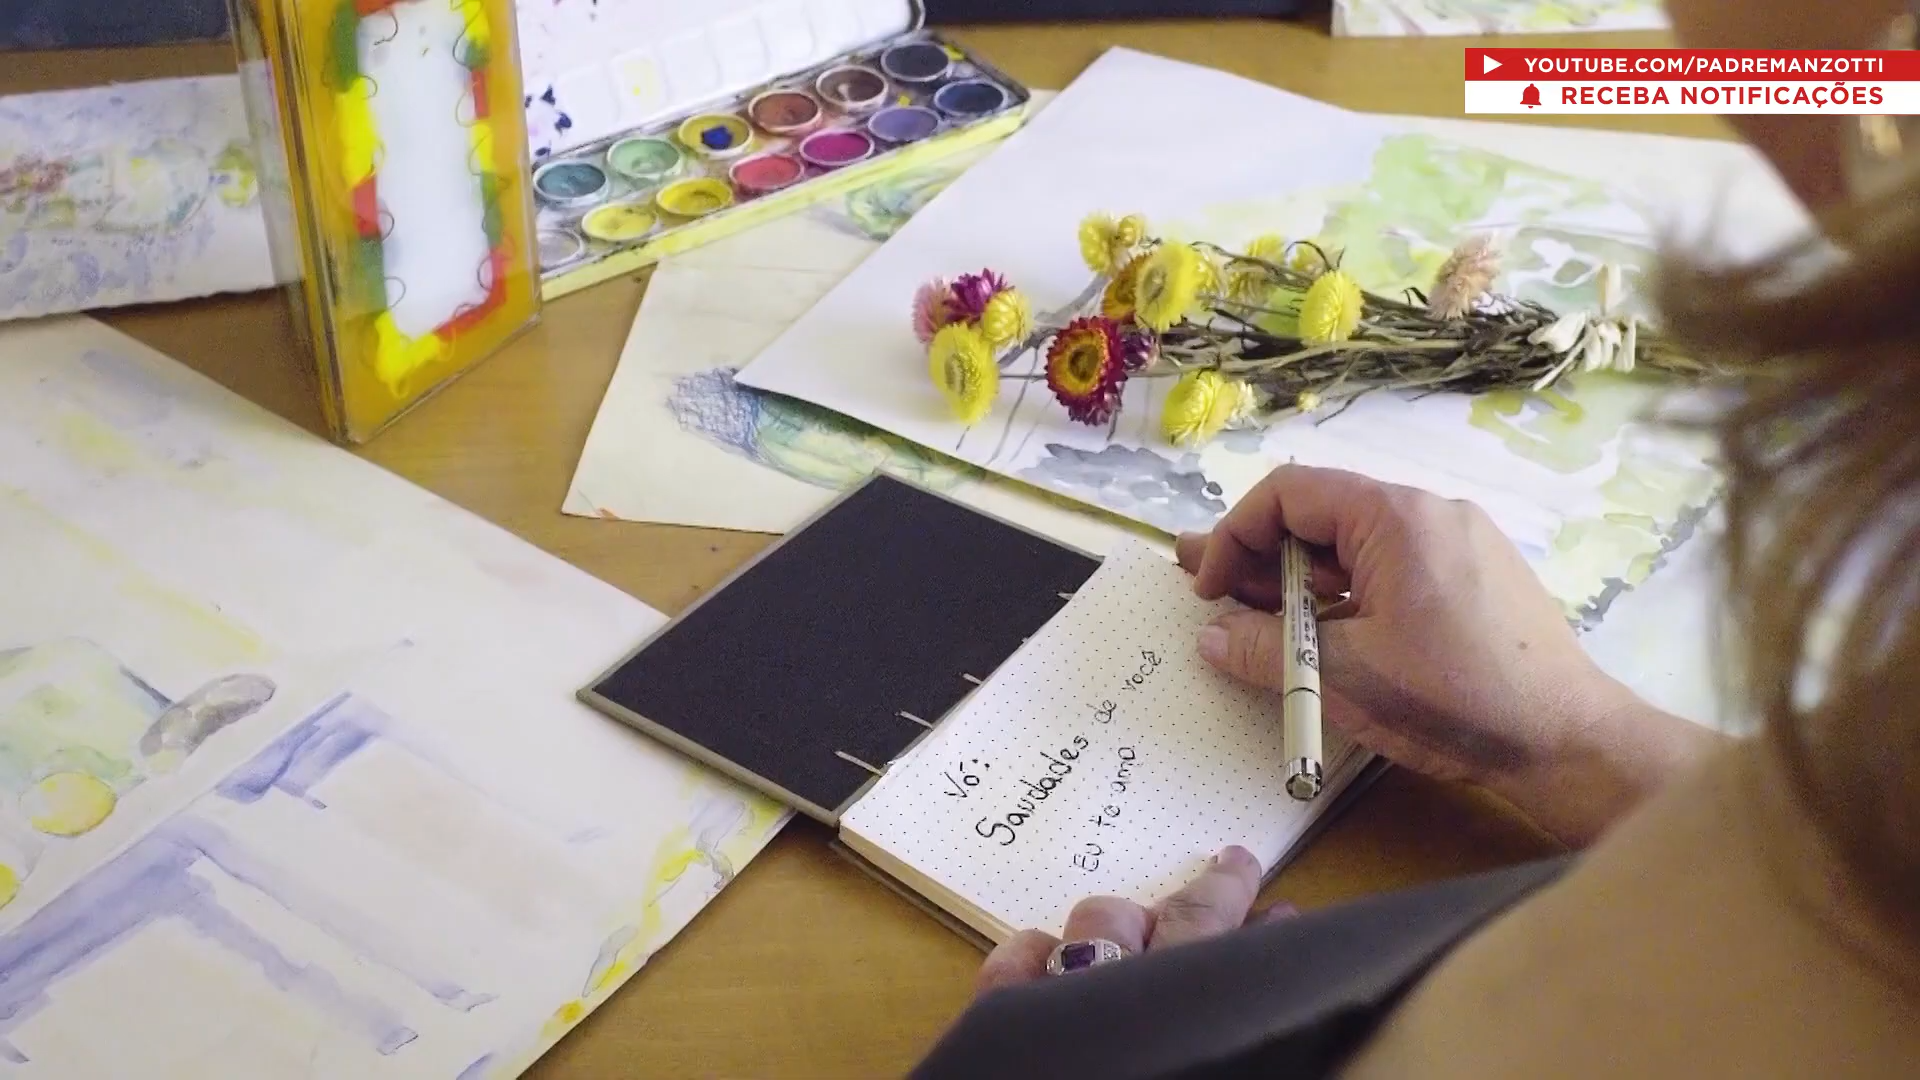 YOUTUBE.COM/PADREMANZOTTI
RECEBA NOTIFICAÇÕES
Vó:
Saudades de você
Eu te amo